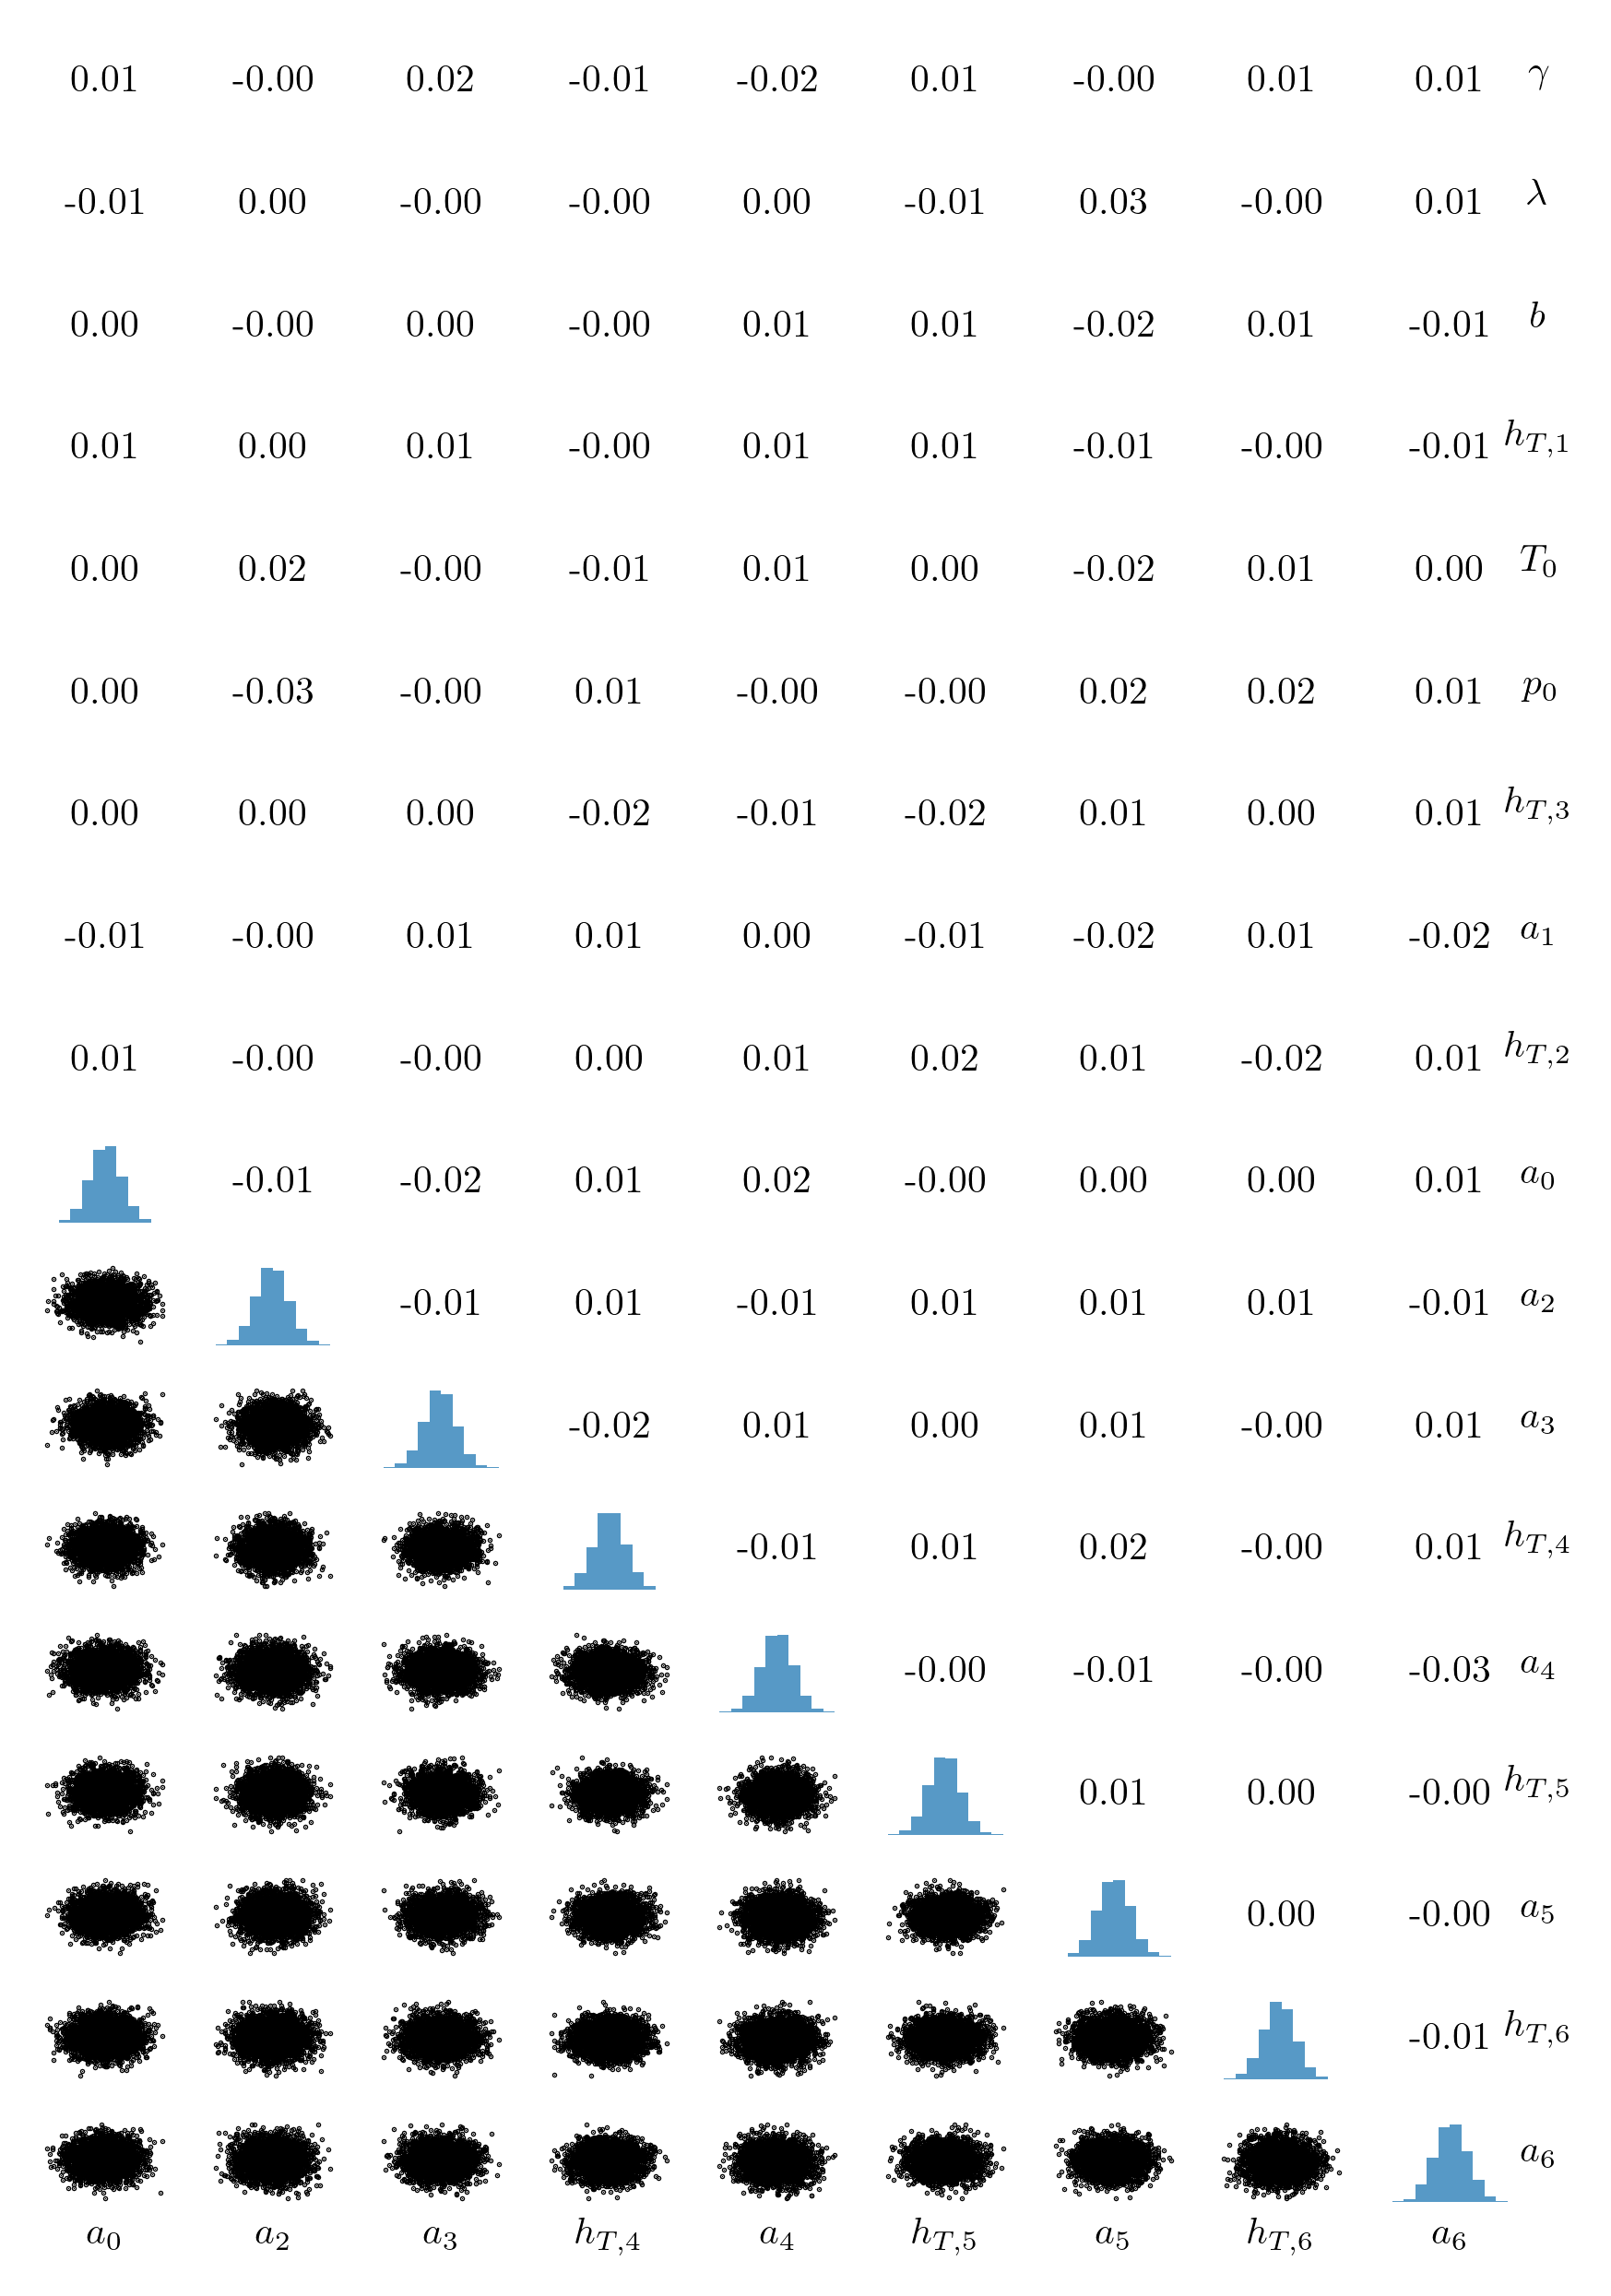 0.01 -0.00 0.02 -0.01 -0.02 0.01 -0.00 0.01 0.01 γ
-0.01 0.00 -0.00 -0.00 0.00 -0.01 0.03 -0.00 0.01 λ
0.00 -0.00 0.00 -0.00 0.01 0.01 -0.02 0.01 -0.01 b
0.01 0.00 0.01 -0.00 0.01 0.01 -0.01 -0.00 -0.01 h_{T,1}
0.00 0.02 -0.00 -0.01 0.01 0.00 -0.02 0.01 0.00 T_0
0.00 -0.03 -0.00 0.01 -0.00 -0.00 0.02 0.02 0.01 p_0
0.00 0.00 0.00 -0.02 -0.01 -0.02 0.01 0.00 0.01 h_{T,3}
-0.01 -0.00 0.01 0.01 0.00 -0.01 -0.02 0.01 -0.02 a_1
0.01 -0.00 -0.00 0.00 0.01 0.02 0.01 -0.02 0.01 h_{T,2}
-0.01 -0.02 0.01 0.02 -0.00 0.00 0.00 0.01 a_0
-0.01 0.01 -0.01 0.01 0.01 0.01 -0.01 a_2
-0.02 0.01 0.00 0.01 -0.00 0.01 a_3
-0.01 0.01 0.02 -0.00 0.01 h_{T,4}
-0.00 -0.01 -0.00 -0.03 a_4
0.01 0.00 -0.00 h_{T,5}
0.00 -0.00 a_5
-0.01 h_{T,6}
a_6
a_0 a_2 a_3 h_{T,4} a_4 h_{T,5} a_5 h_{T,6} a_6